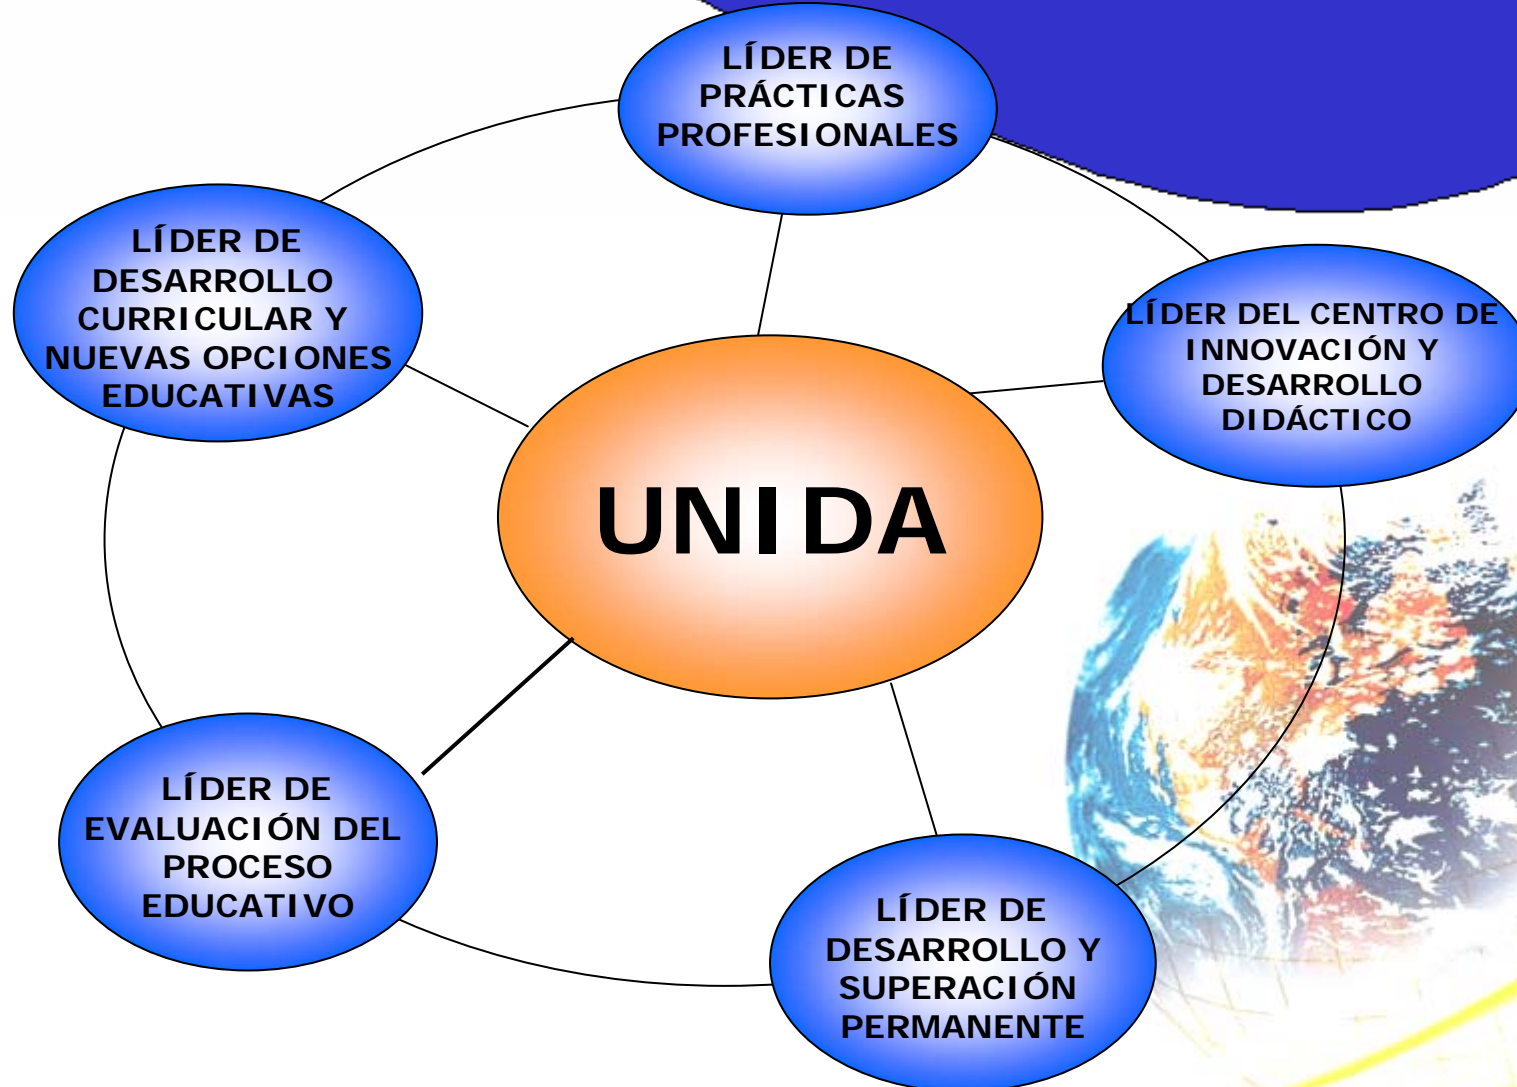 LÍDER DE
PRÁCTICAS
PROFESIONALES
LÍDER DE
DESARROLLO
CURRICULAR Y
NUEVAS OPCIONES
EDUCATIVAS
LÍDER DEL CENTRO DE
INNOVACIÓN Y
DESARROLLO
DIDÁCTICO
UNIDA
LÍDER DE
EVALUACIÓN DEL
PROCESO
EDUCATIVO
LÍDER DE
DESARROLLO Y
SUPERACIÓN
PERMANENTE